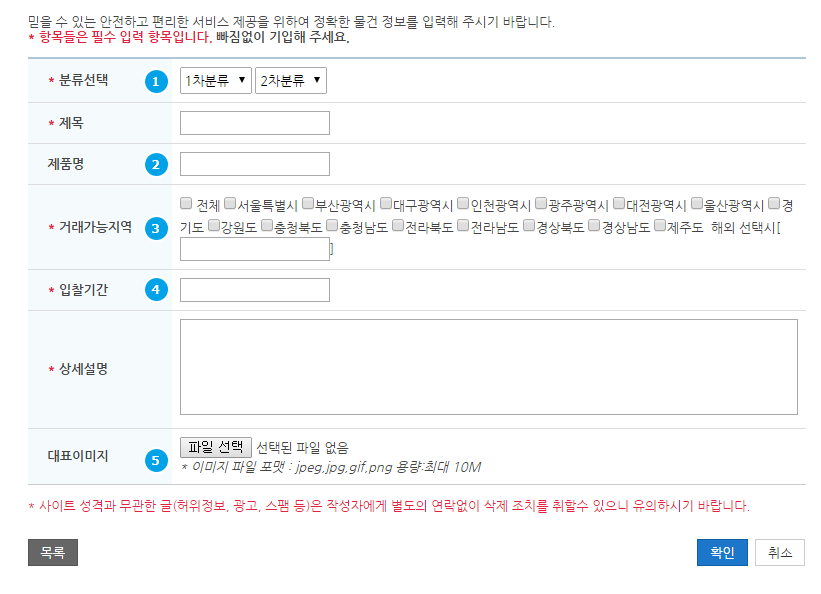 믿을 수 있는 안전하고 편리한 서비스 제공을 위하여 정확한 물건 정보를 입력해 주시기 바랍니다.
* 항목들은 필수 입력 항목입니다. 빠짐없이 기입해 주세요.
* 분류선택 1 1차분류 ▼ 2차분류 ▼
* 제목
제품명 2
* 거래가능지역 3
전체 서울특별시 부산광역시 대구광역시 인천광역시 광주광역시 대전광역시 울산광역시 경
기도 강원도 충청북도 충청남도 전라북도 전라남도 경상북도 경상남도 제주도 해외 선택시[
]
* 입찰기간 4
* 상세설명
대표이미지 5 파일 선택 선택된 파일 없음
* 이미지 파일 포맷 : jpeg,jpg,gif,png 용량:최대 10M
* 사이트 성격과 무관한 글(허위정보, 광고, 스팸 등)은 작성자에게 별도의 연락없이 삭제 조치를 취할수 있으니 유의하시기 바랍니다.
목록 확인 취소